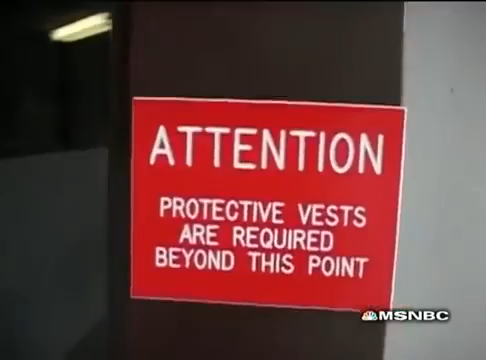 ATTENTION
PROTECTIVE VESTS
ARE REQUIRED
BEYOND THIS POINT
MSNBC